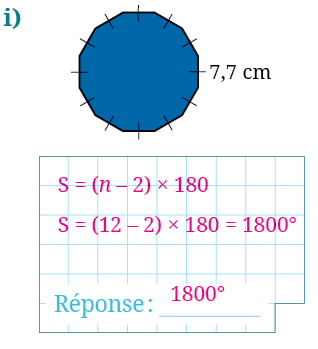 i)
7,7 cm
S = (n – 2) × 180
S = (12 – 2) × 180 = 1800°
Réponse : 1800°